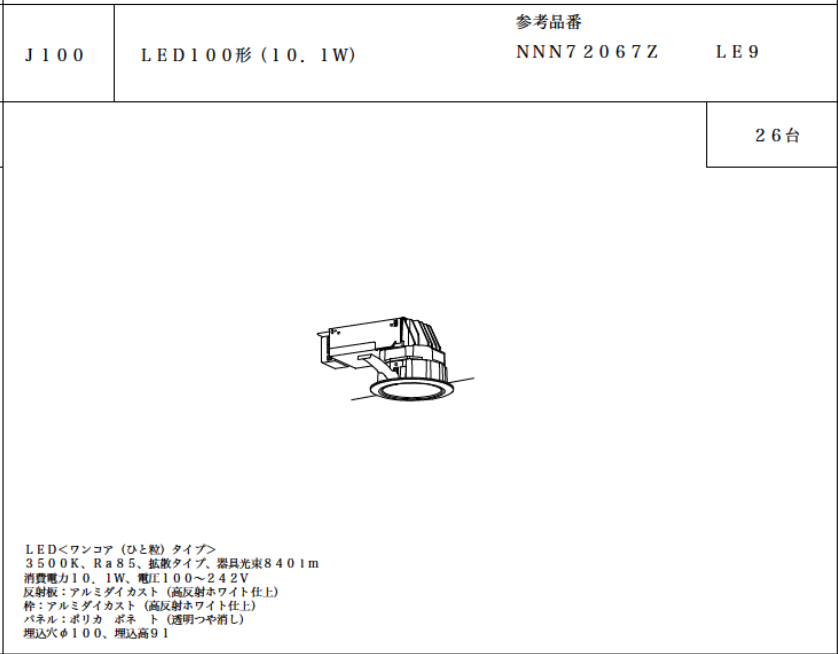 参考品番
J100 LED100形（10．1W） NNN72067Z LE9
26台
LED＜ワンコア（ひと粒）タイプ＞
3500K、Ra85、拡散タイプ、器具光束840lm
消費電力10．1W、電圧100～242V
反射板：アルミダイカスト（高反射ホワイト仕上）
枠：アルミダイカスト（高反射ホワイト仕上）
パネル：ポリカ ボネ ト（透明つや消し）
埋込穴φ100、埋込高91